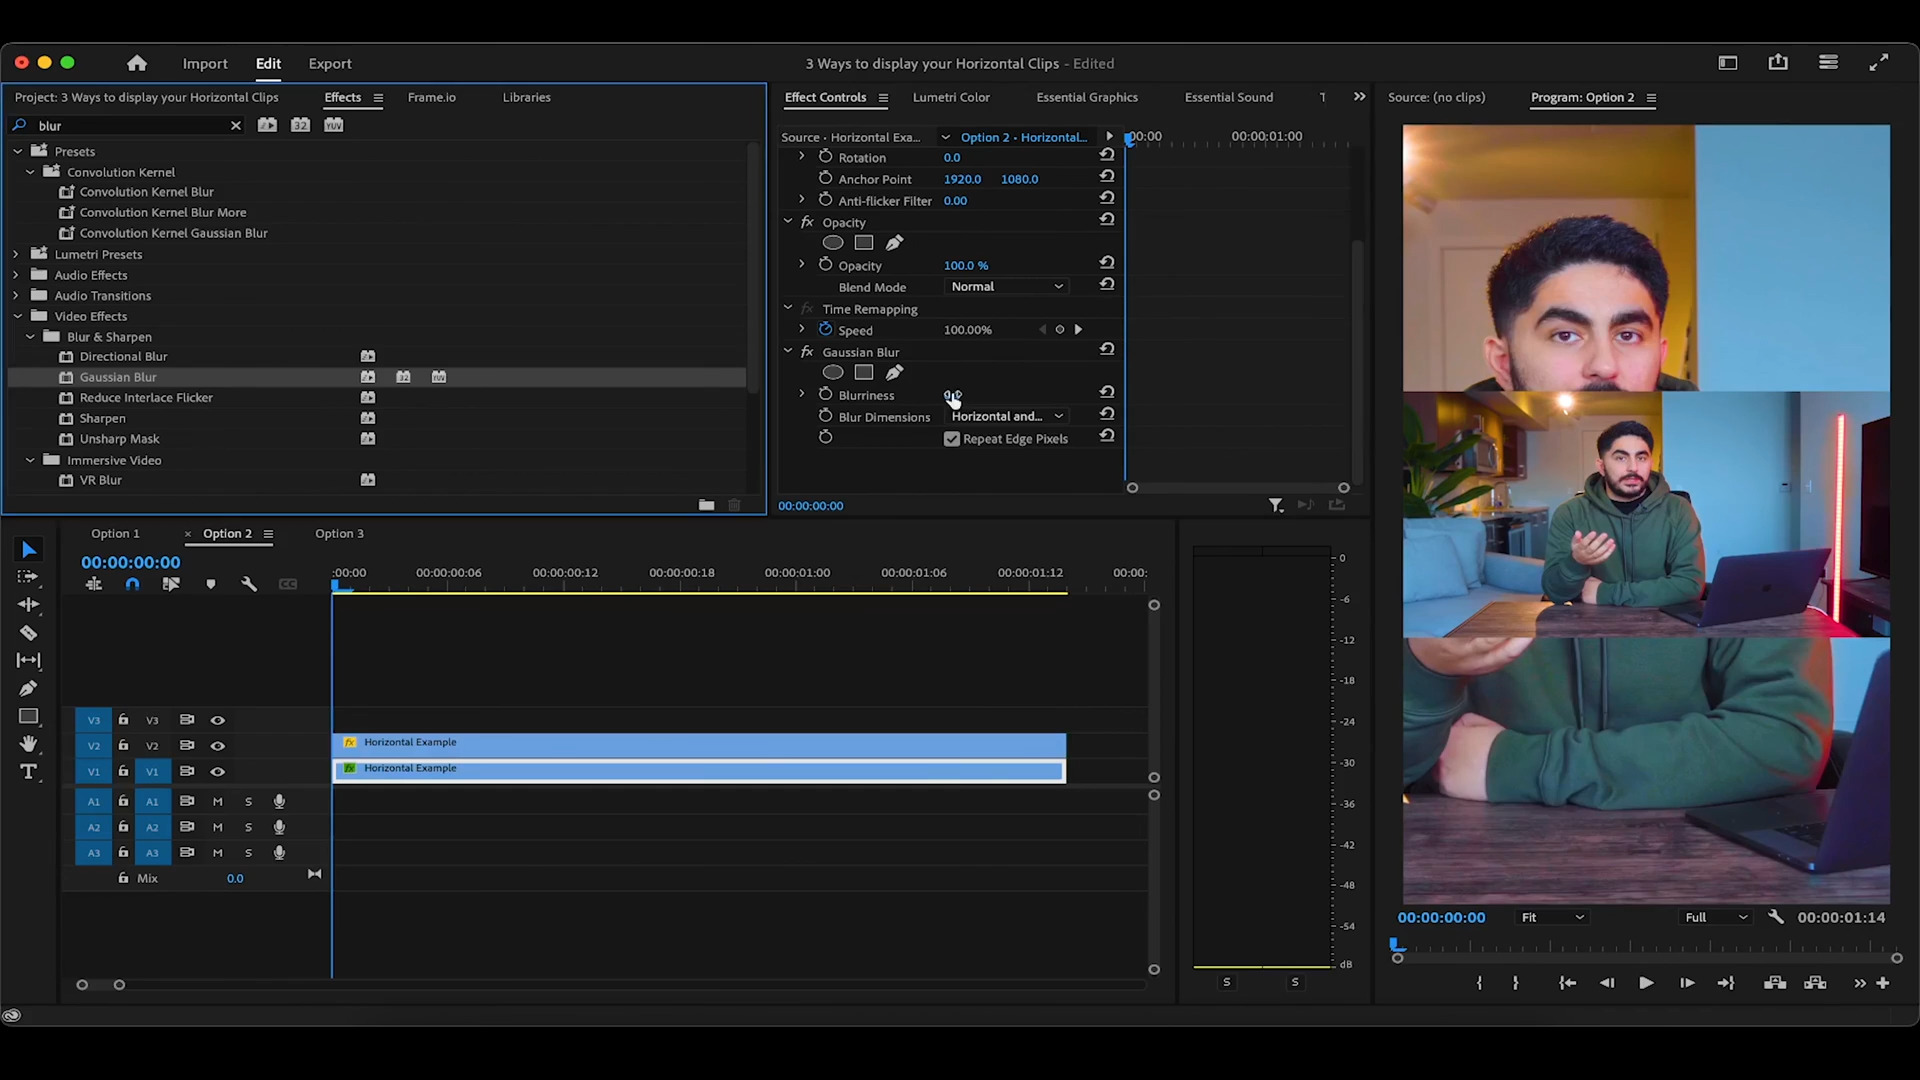 Import
Edit
Export
3 Ways to display your Horizontal Clips - Edited
Project: 3 Ways to display your Horizontal Clips
Effects
Frame.io
Libraries
blur
32
YUV
Presets
Convolution Kernel
Convolution Kernel Blur
Convolution Kernel Blur More
Convolution Kernel Gaussian Blur
Lumetri Presets
Audio Effects
Audio Transitions
Video Effects
Blur & Sharpen
Directional Blur
Gaussian Blur
32
YUV
Reduce Interlace Flicker
Sharpen
Unsharp Mask
Immersive Video
VR Blur
Effect Controls
Lumetri Color
Essential Graphics
Essential Sound
T
Source • Horizontal Exa...
Option 2 • Horizontal...
:00:00
00:00:01:00
Rotation 0.0
Anchor Point 1920.0 1080.0
Anti-flicker Filter 0.00
fx Opacity
Opacity 100.0 %
Blend Mode Normal
fx Time Remapping
Speed 100.00%
fx Gaussian Blur
Blurriness
Blur Dimensions Horizontal and...
Repeat Edge Pixels
00:00:00:00
Source: (no clips)
Program: Option 2
00:00:00:00
Fit
Full
00:00:01:14
Option 1
Option 2
Option 3
00:00:00:00
CC
:00:00
00:00:00:06
00:00:00:12
00:00:00:18
00:00:01:00
00:00:01:06
00:00:01:12
00:00:
V3 V3
V2 V2
fx Horizontal Example
V1 V1
fx Horizontal Example
A1 A1 M S
A2 A2 M S
A3 A3 M S
Mix 0.0
0
-6
-12
-18
-24
-30
-36
-42
-48
-54
dB
S
S